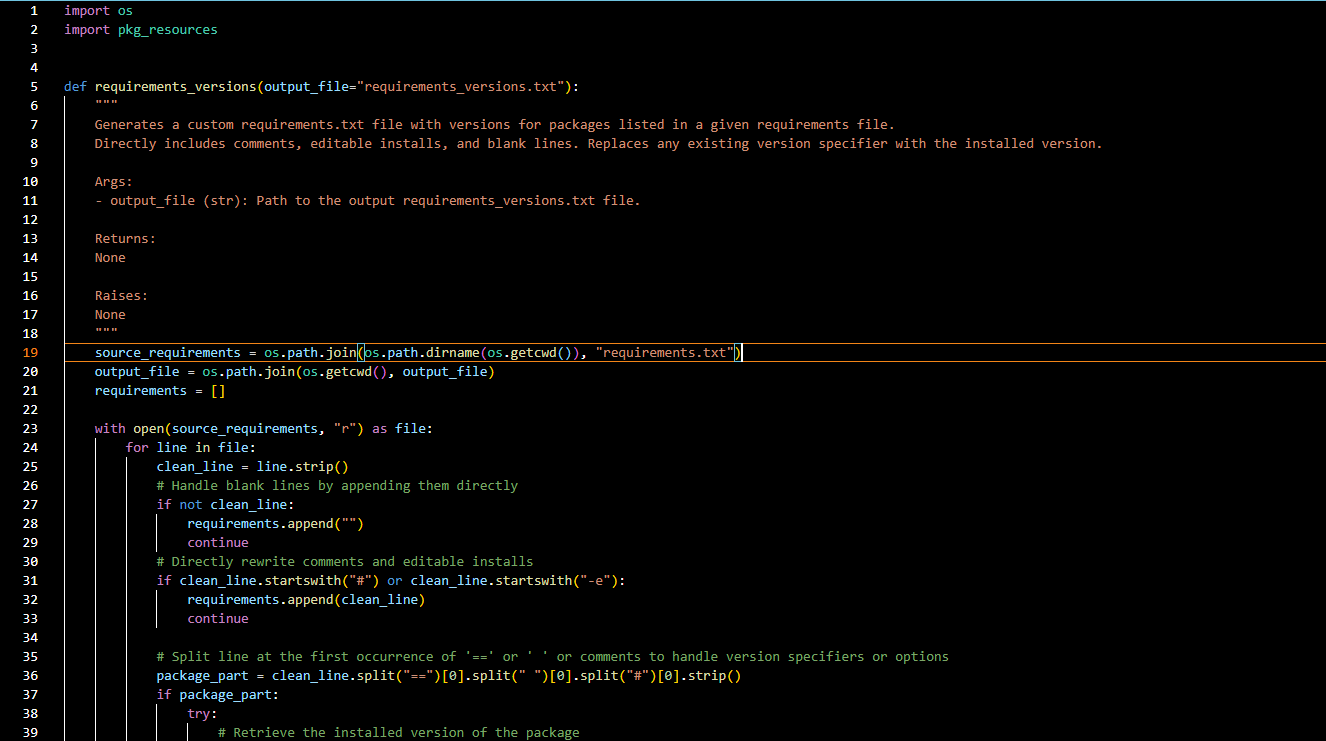 1 import os
2 import pkg_resources
3
4
5 def requirements_versions(output_file="requirements_versions.txt"):
6     """
7     Generates a custom requirements.txt file with versions for packages listed in a given requirements file.
8     Directly includes comments, editable installs, and blank lines. Replaces any existing version specifier with the installed version.
9
10     Args:
11     - output_file (str): Path to the output requirements_versions.txt file.
12
13     Returns:
14     None
15
16     Raises:
17     None
18     """
19     source_requirements = os.path.join(os.path.dirname(os.getcwd()), "requirements.txt")
20     output_file = os.path.join(os.getcwd(), output_file)
21     requirements = []
22
23     with open(source_requirements, "r") as file:
24         for line in file:
25             clean_line = line.strip()
26             # Handle blank lines by appending them directly
27             if not clean_line:
28                 requirements.append("")
29                 continue
30             # Directly rewrite comments and editable installs
31             if clean_line.startswith("#") or clean_line.startswith("-e"):
32                 requirements.append(clean_line)
33                 continue
34
35             # Split line at the first occurrence of '==' or ' ' or comments to handle version specifiers or options
36             package_part = clean_line.split("==")[0].split(" ")[0].split("#")[0].strip()
37             if package_part:
38                 try:
39                     # Retrieve the installed version of the package